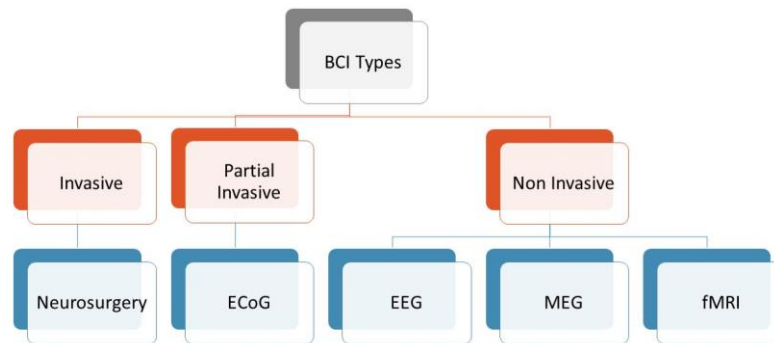 BCI Types
Invasive
Partial
Invasive
Non Invasive
Neurosurgery
ECoG
EEG
MEG
fMRI